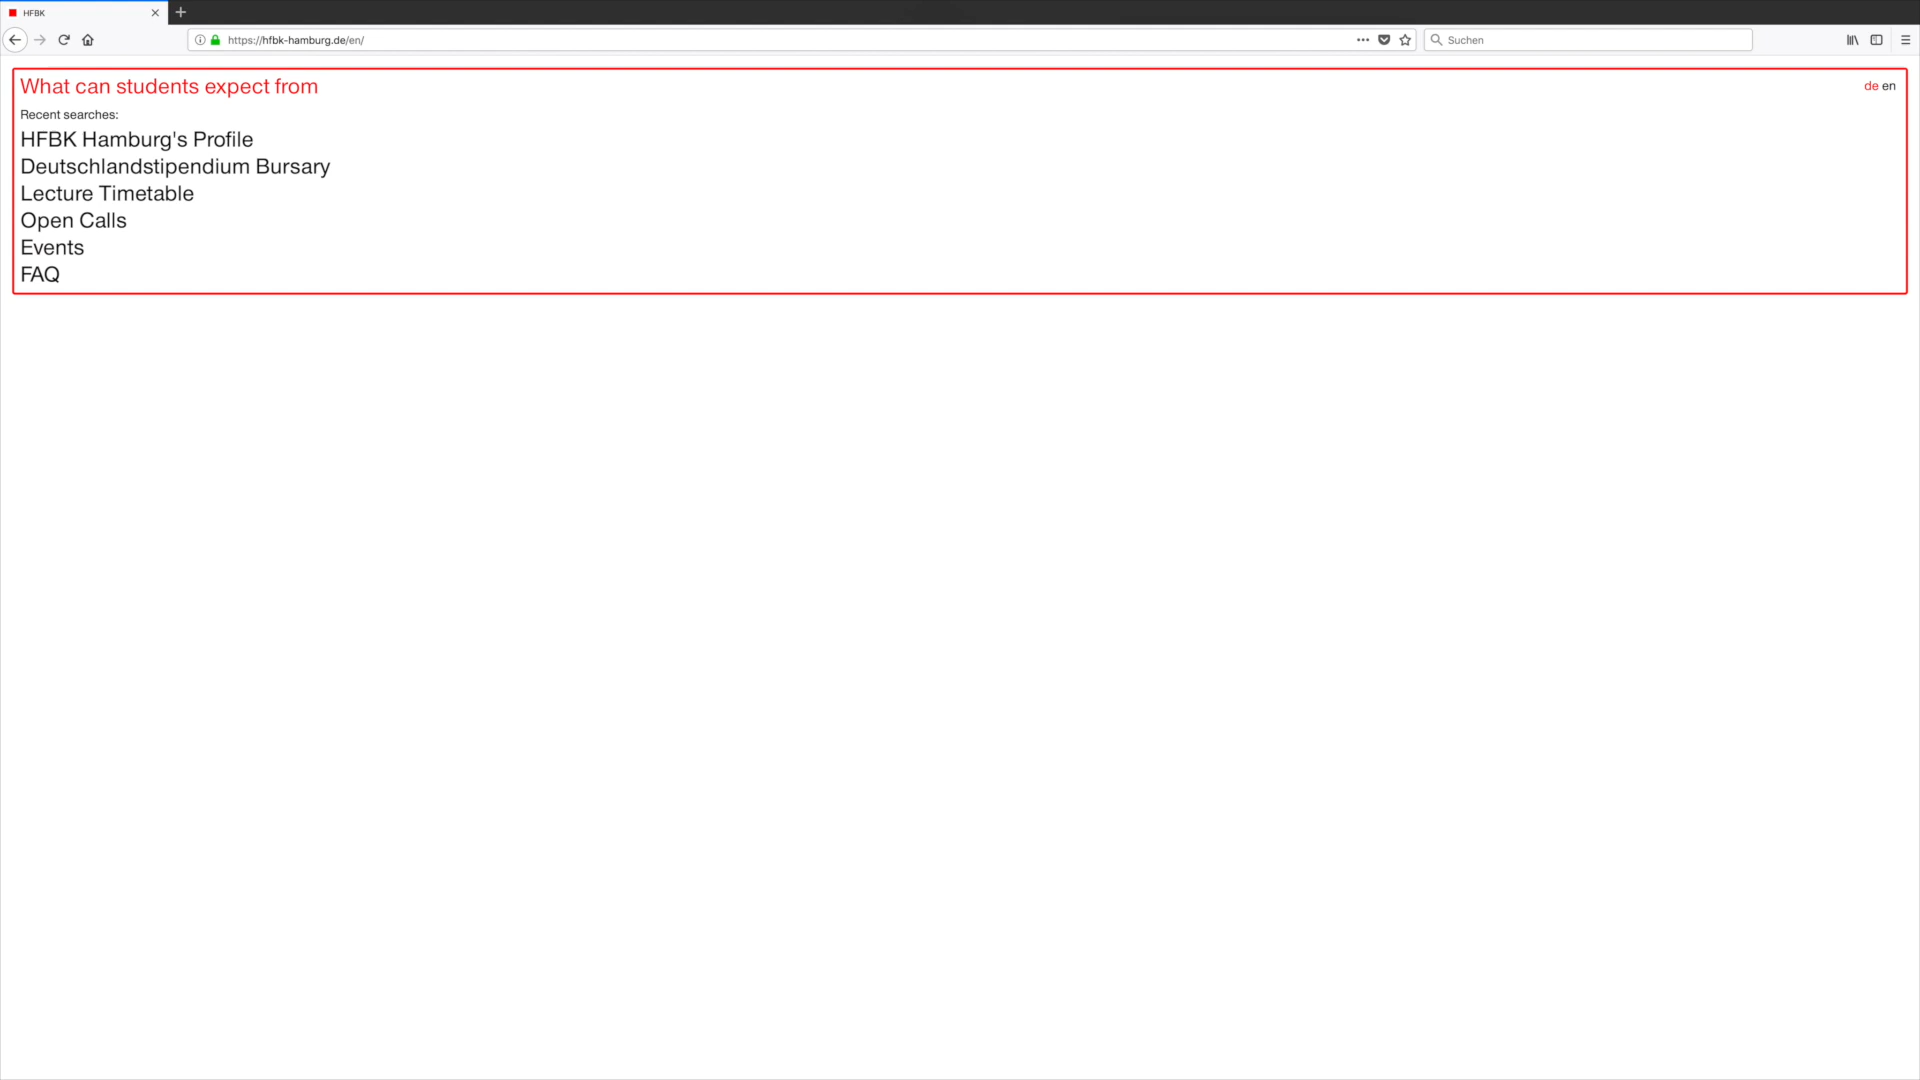 HFBK
https://hfbk-hamburg.de/en/
Suchen
What can students expect from
de en
Recent searches:
HFBK Hamburg's Profile
Deutschlandstipendium Bursary
Lecture Timetable
Open Calls
Events
FAQ